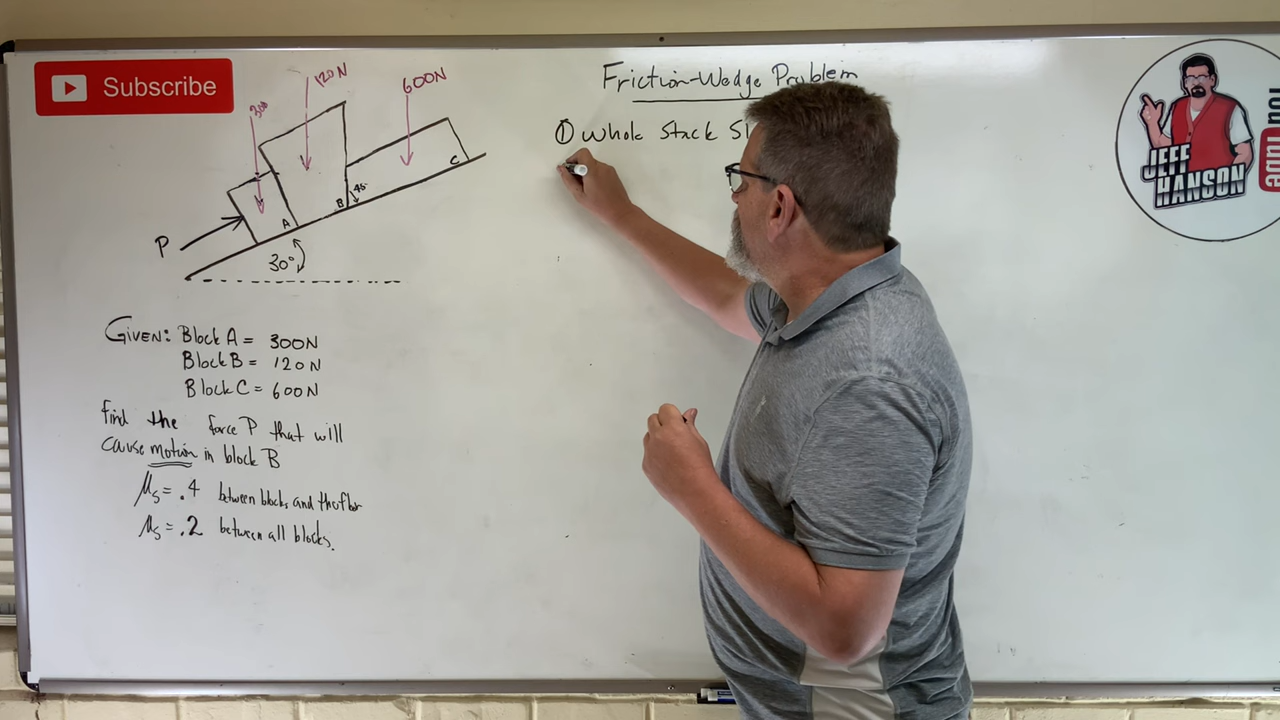 Subscribe
300
120N
600N
P
A
B
45°
C
30°
Friction-Wedge Problem
① Whole Stack Sl
GIVEN: Block A = 300N
Block B = 120N
Block C = 600N
find the force P that will
cause motion in block B
μs = .4 between blocks and the flor
μs = .2 between all blocks.
JEFF
HANSON
YouTube